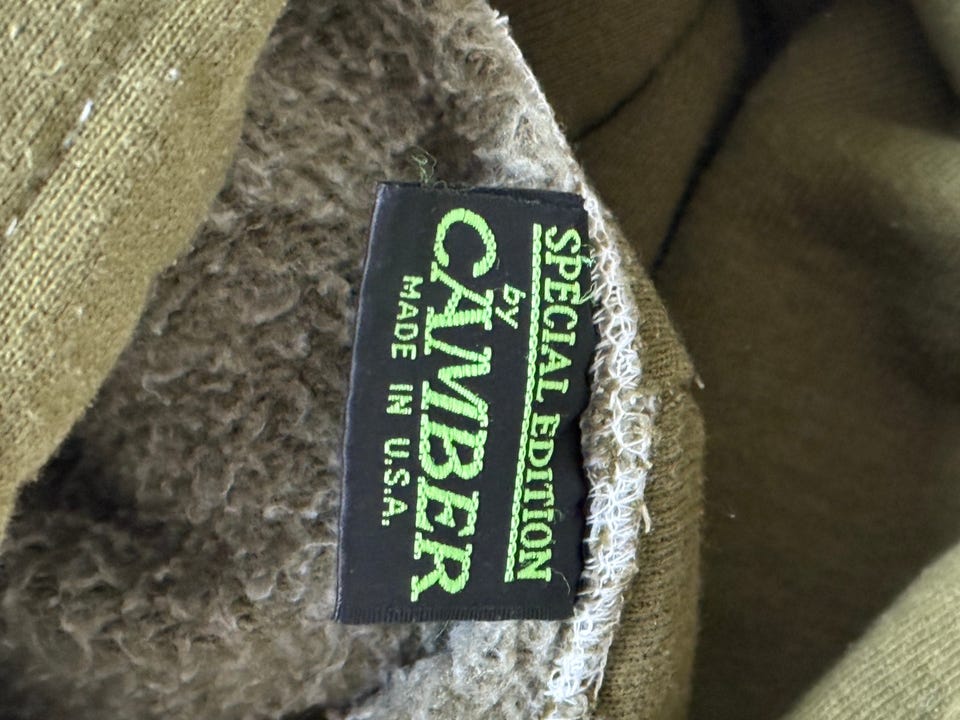 SPECIAL EDITION
by
CAMBER
MADE IN U.S.A.